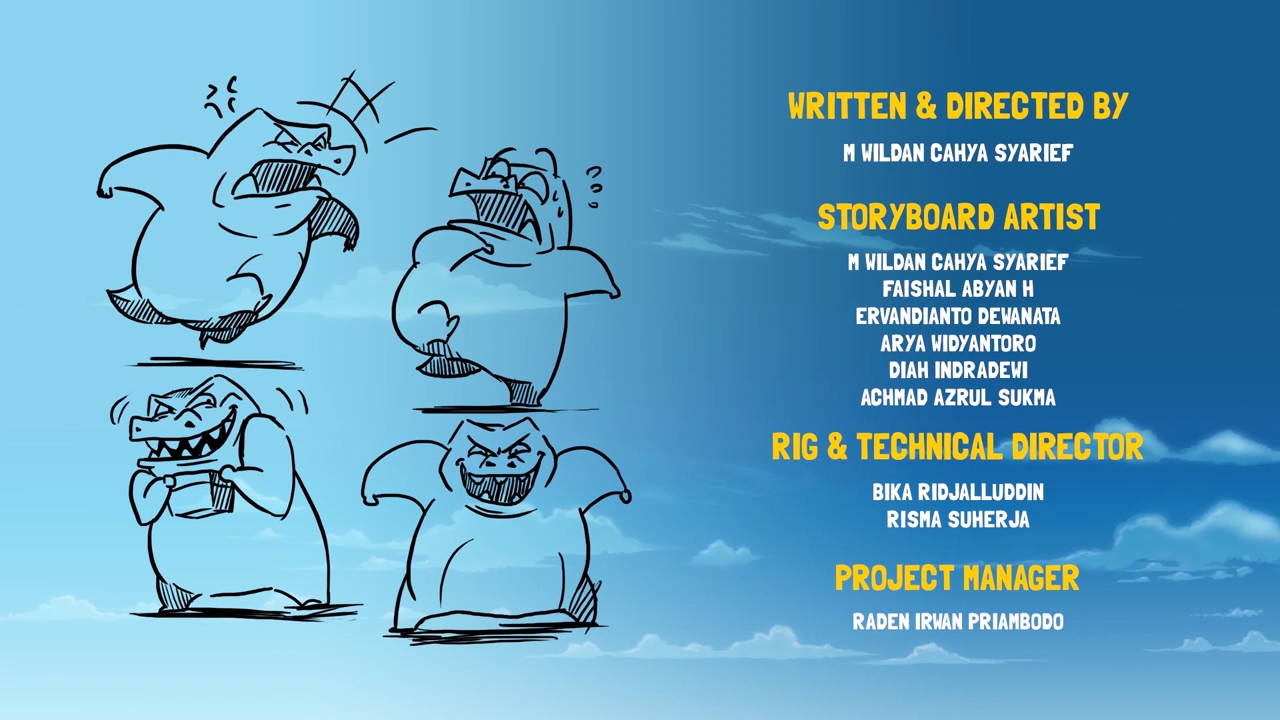 WRITTEN & DIRECTED BY
M WILDAN CAHYA SYARIEF
STORYBOARD ARTIST
M WILDAN CAHYA SYARIEF
FAISHAL ABYAN H
ERVANDIANTO DEWANATA
ARYA WIDYANTORO
DIAH INDRADEWI
ACHMAD AZRUL SUKMA
RIG & TECHNICAL DIRECTOR
BIKA RIDJALLUDDIN
RISMA SUHERJA
PROJECT MANAGER
RADEN IRWAN PRIAMBODO